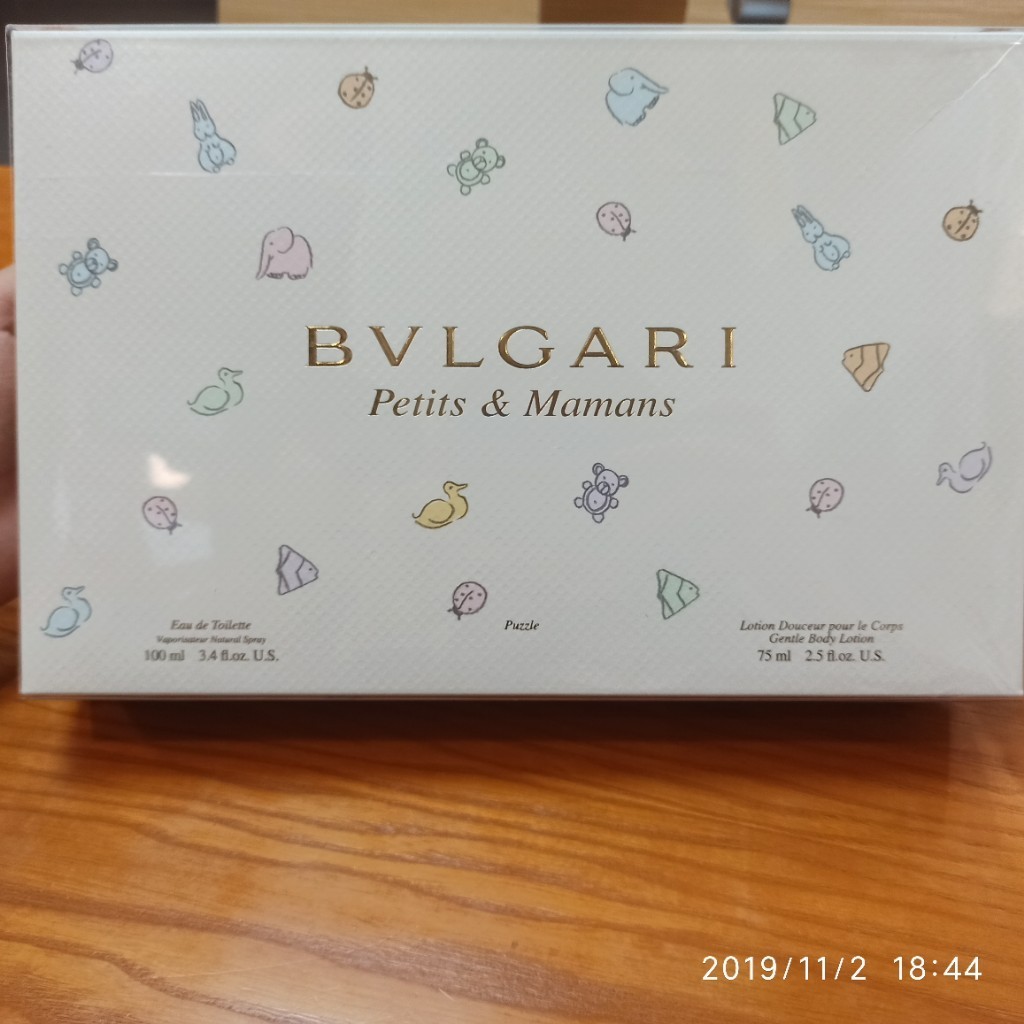 BVLGARI
Petits & Mamans
Eau de Toilette
Vaporisateur Natural Spray
100 ml 3.4 fl.oz. U.S.
Puzzle
Lotion Douceur pour le Corps
Gentle Body Lotion
75 ml 2.5 fl.oz. U.S.
2019/11/2 18:44